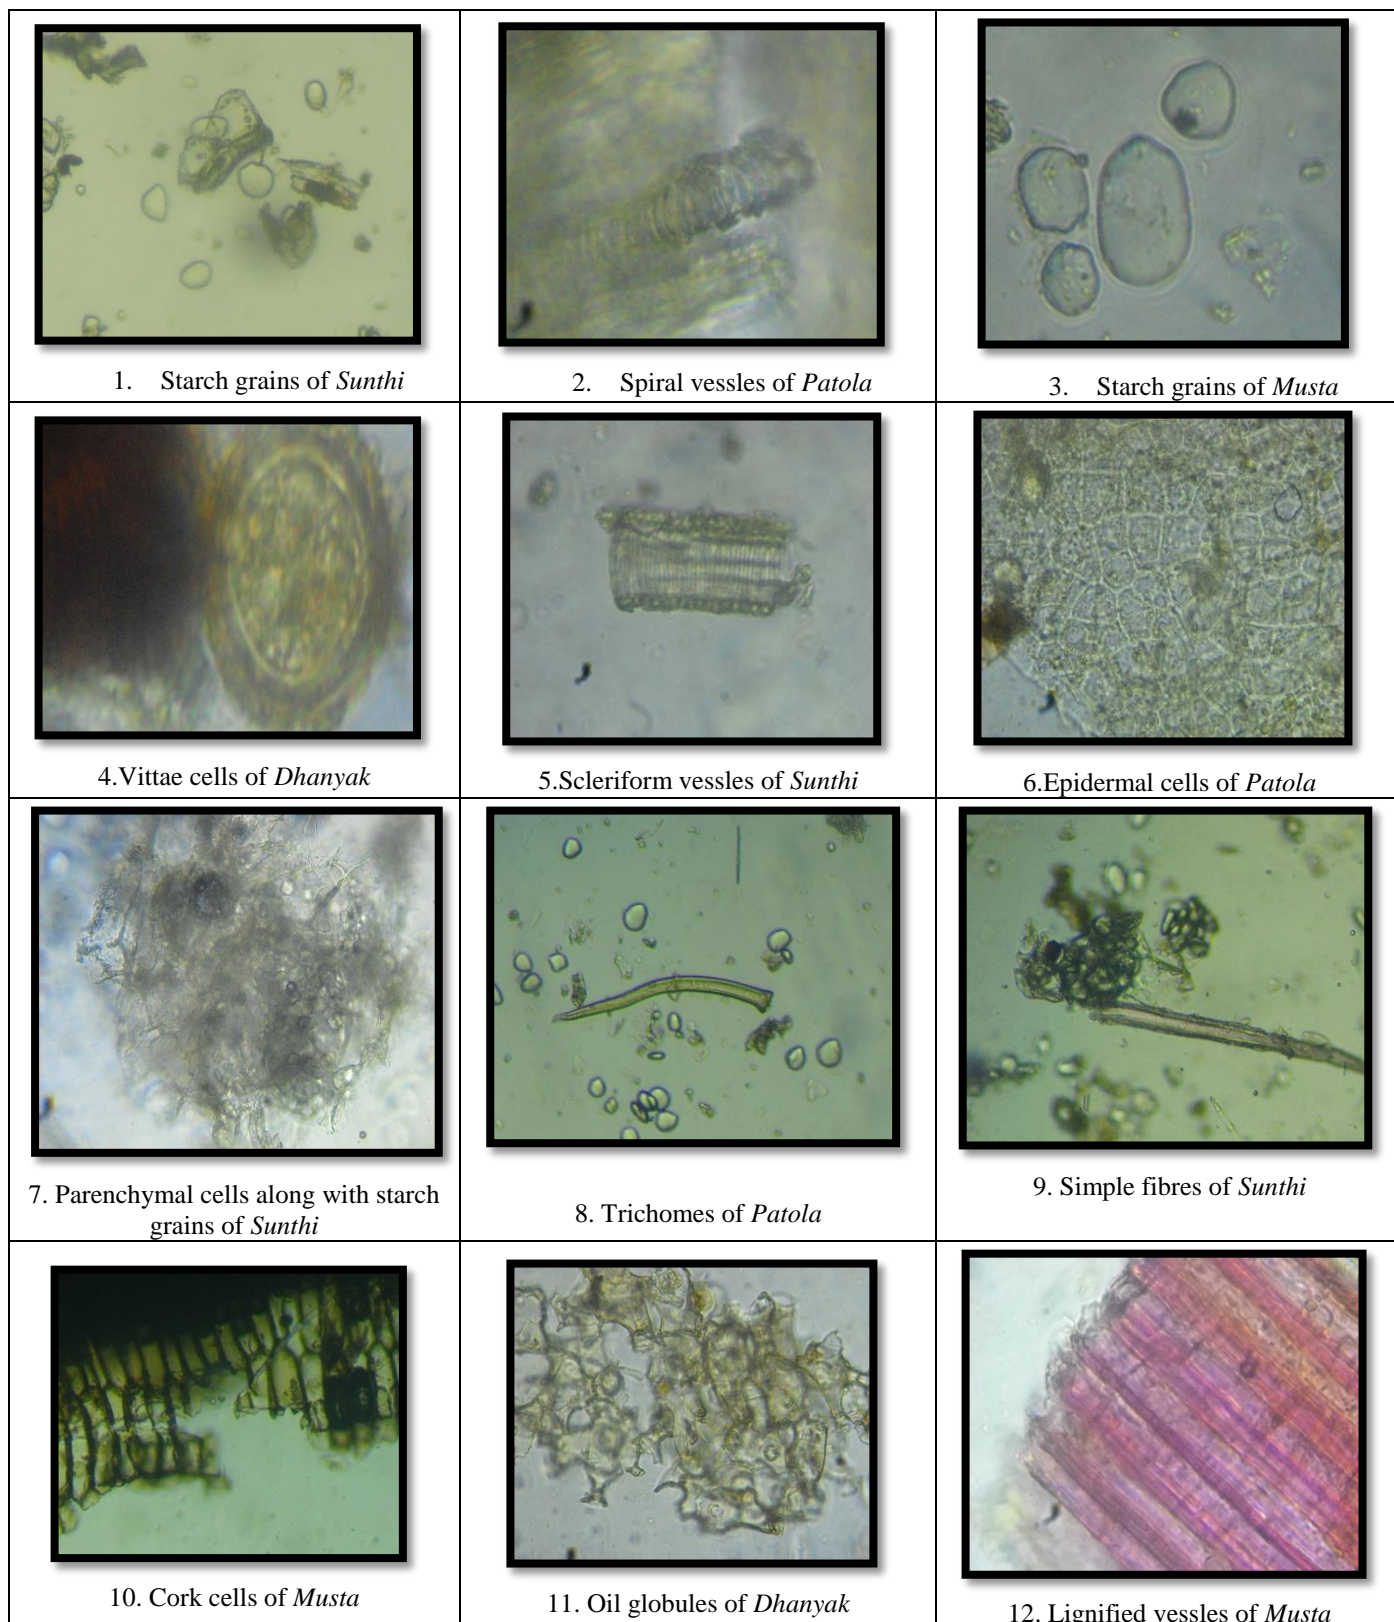 1. Starch grains of Sunthi
2. Spiral vessles of Patola
3. Starch grains of Musta
4.Vittae cells of Dhanyak
5.Scleriform vessles of Sunthi
6.Epidermal cells of Patola
7. Parenchymal cells along with starch
grains of Sunthi
8. Trichomes of Patola
9. Simple fibres of Sunthi
10. Cork cells of Musta
11. Oil globules of Dhanyak
12. Lignified vessles of Musta